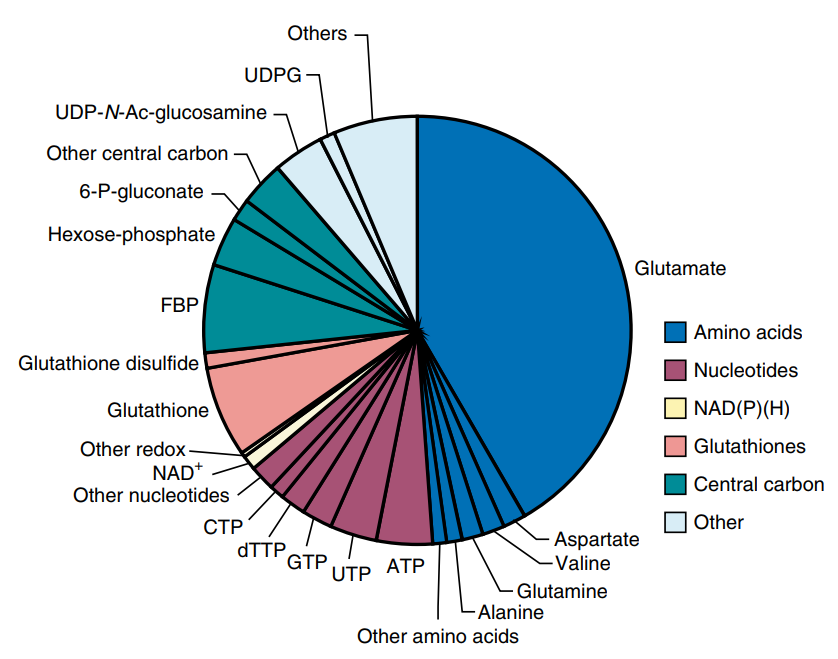 Others
UDPG
UDP-N-Ac-glucosamine
Other central carbon
6-P-gluconate
Hexose-phosphate
FBP
Glutathione disulfide
Glutathione
Other redox
NAD+
Other nucleotides
CTP
dTTP
GTP
UTP
ATP
Other amino acids
Alanine
Glutamine
Valine
Aspartate
Glutamate
Amino acids
Nucleotides
NAD(P)(H)
Glutathiones
Central carbon
Other